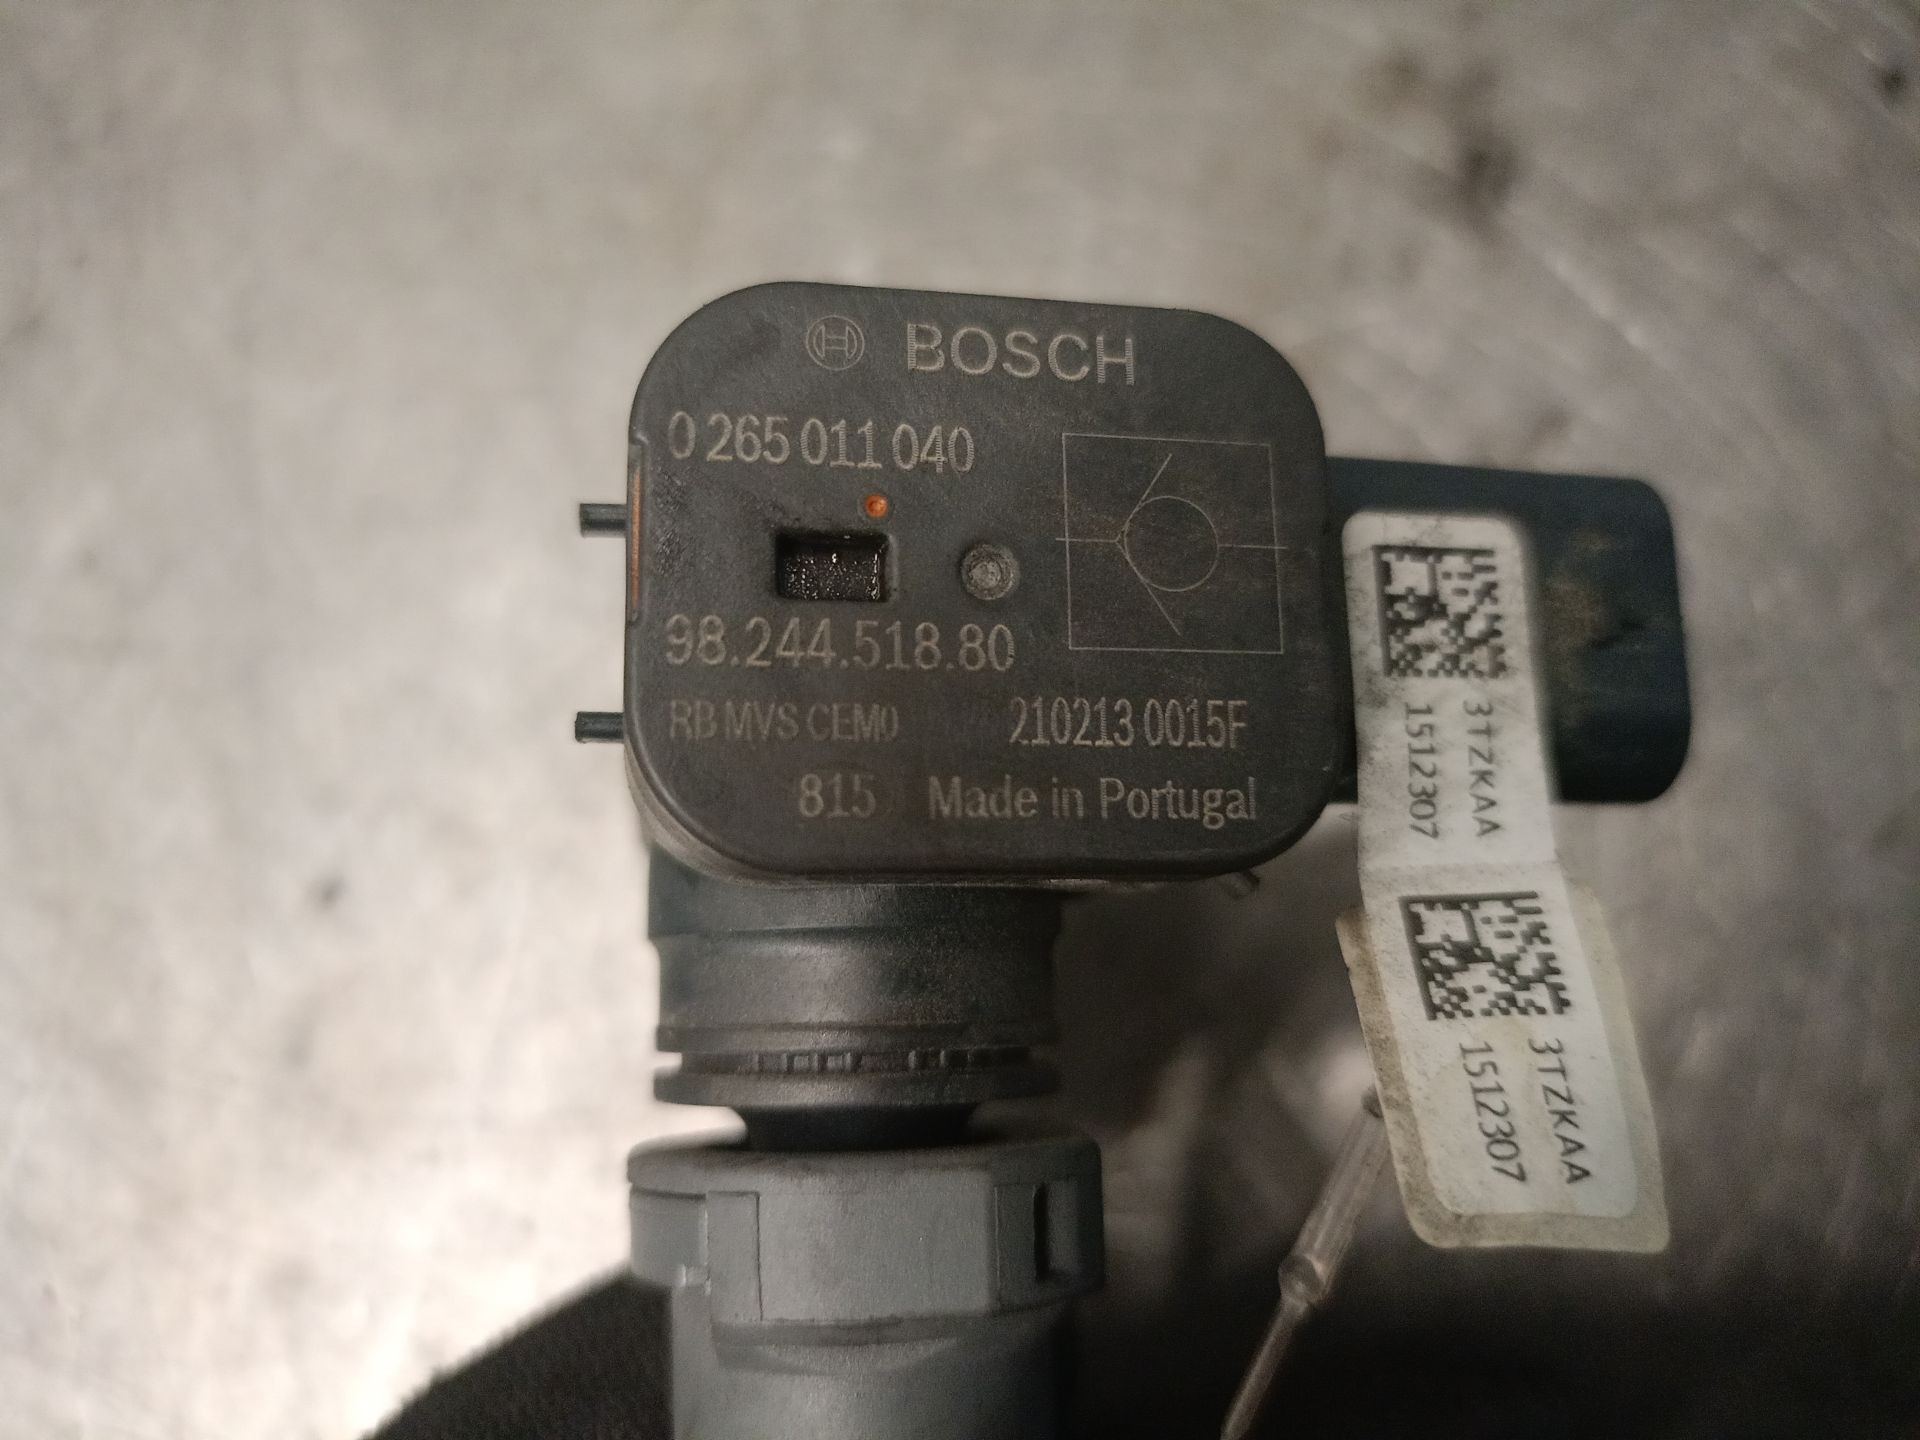 BOSCH
0 265 011 040
98.244.518.80
RB MVS CEM0 210213 0015F
815 Made in Portugal
3TZKAA
1512307
3TZKAA
1512307